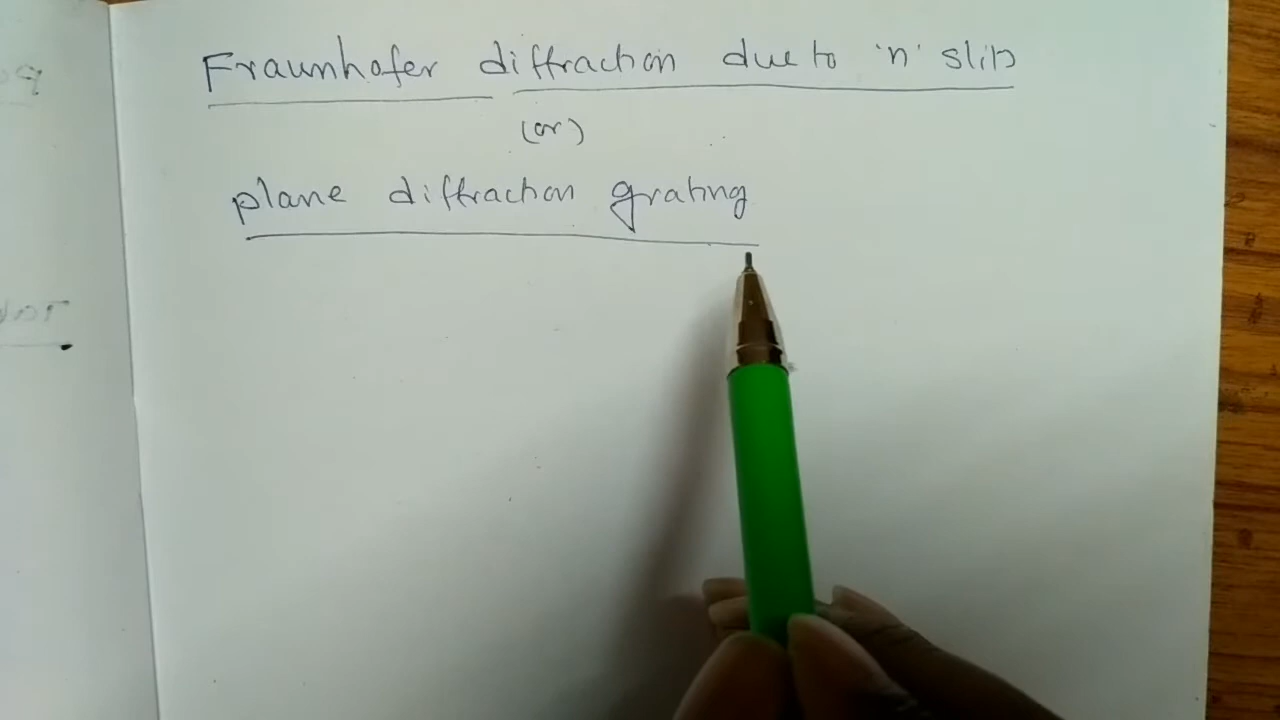 Fraunhofer diffraction due to 'n' slits
(or)
plane diffraction grating